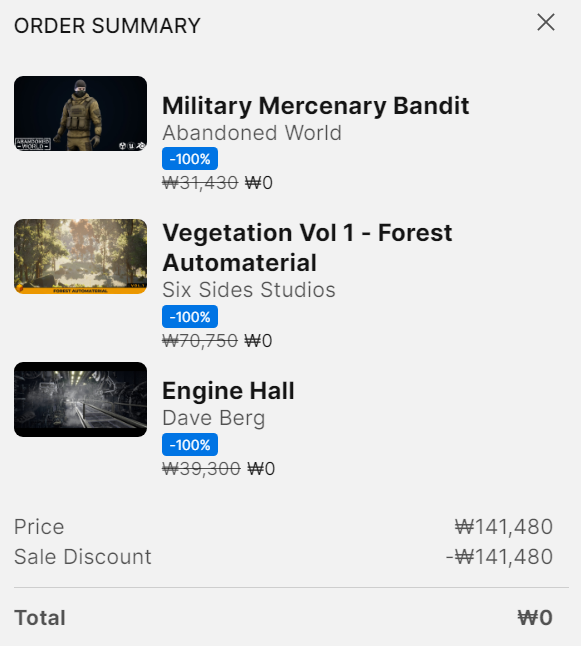 ORDER SUMMARY
ABANDONED
WORLD
Military Mercenary Bandit
Abandoned World
-100%
₩31,430 ₩0
VOL 1
FOREST AUTOMATERIAL
Vegetation Vol 1 - Forest
Automaterial
Six Sides Studios
-100%
₩70,750 ₩0
Engine Hall
Dave Berg
-100%
₩39,300 ₩0
Price ₩141,480
Sale Discount -₩141,480
Total ₩0